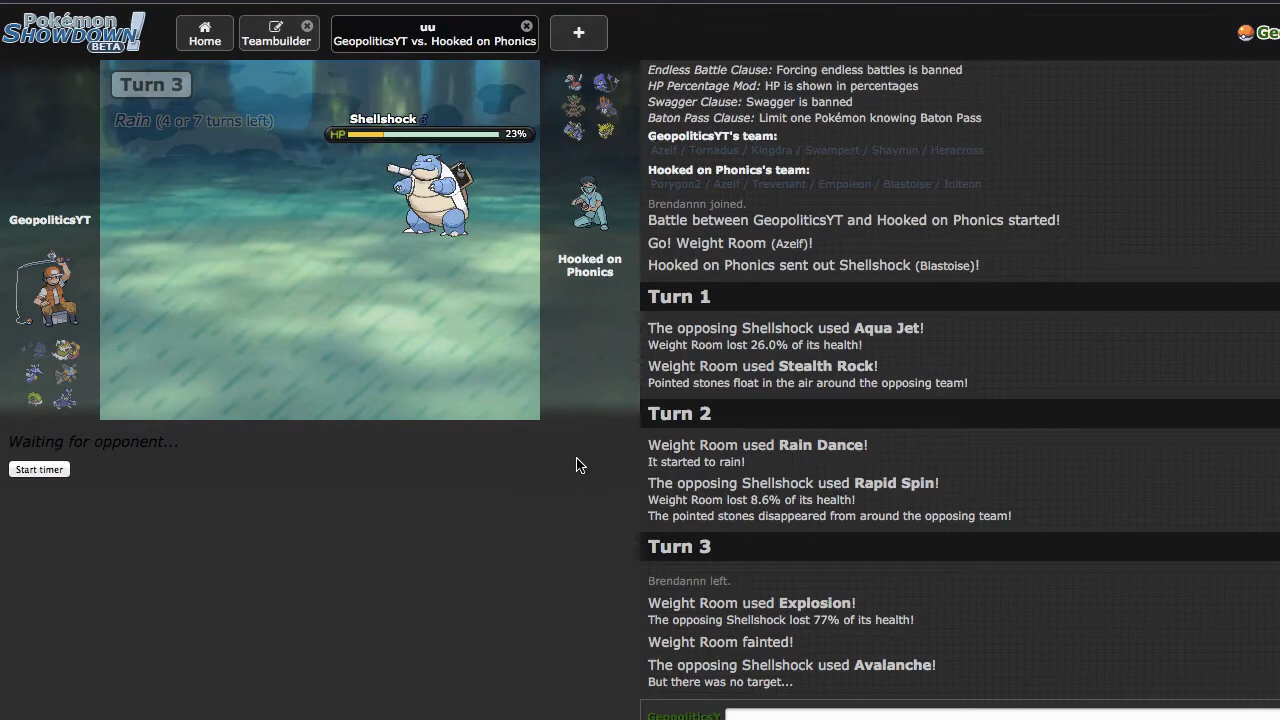 Pokémon
SHOWDOWN!
BETA
Home
Teambuilder
uu
GeopoliticsYT vs. Hooked on Phonics
+
Ge
Turn 3
Rain (4 or 7 turns left)
Shellshock ♂
HP 23%
GeopoliticsYT
Hooked on
Phonics
Waiting for opponent...
Start timer
Endless Battle Clause: Forcing endless battles is banned
HP Percentage Mod: HP is shown in percentages
Swagger Clause: Swagger is banned
Baton Pass Clause: Limit one Pokémon knowing Baton Pass
GeopoliticsYT's team:
Azelf / Tornadus / Kingdra / Swampert / Shaymin / Heracross
Hooked on Phonics's team:
Porygon2 / Azelf / Trevenant / Empoleon / Blastoise / Jolteon
Brendannn joined.
Battle between GeopoliticsYT and Hooked on Phonics started!
Go! Weight Room (Azelf)!
Hooked on Phonics sent out Shellshock (Blastoise)!
Turn 1
The opposing Shellshock used Aqua Jet!
Weight Room lost 26.0% of its health!
Weight Room used Stealth Rock!
Pointed stones float in the air around the opposing team!
Turn 2
Weight Room used Rain Dance!
It started to rain!
The opposing Shellshock used Rapid Spin!
Weight Room lost 8.6% of its health!
The pointed stones disappeared from around the opposing team!
Turn 3
Brendannn left.
Weight Room used Explosion!
The opposing Shellshock lost 77% of its health!
Weight Room fainted!
The opposing Shellshock used Avalanche!
But there was no target...
GeopoliticsY